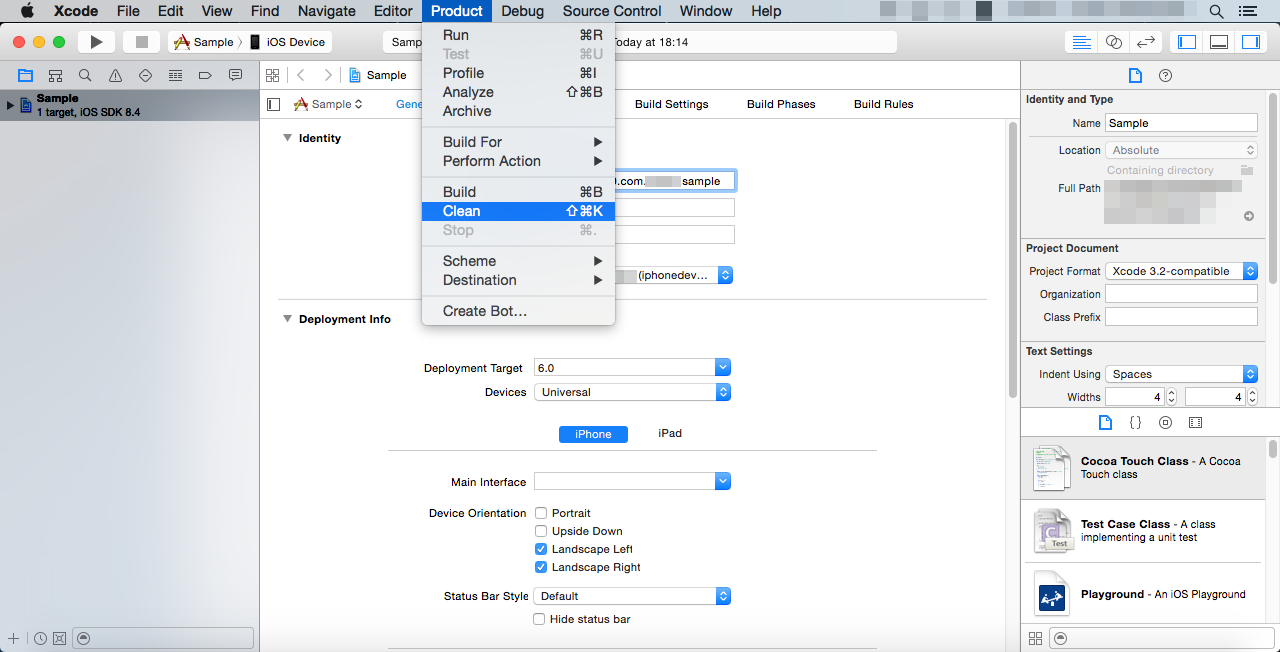 Xcode File Edit View Find Navigate Editor Product Debug Source Control Window Help
Sample iOS Device
Samp
Today at 18:14
Sample
1 target, iOS SDK 8.4
Sample
Sample
Gene
Build Settings Build Phases Build Rules
Run ⌘R
Test ⌘U
Profile ⌘I
Analyze ⇧⌘B
Archive
Build For
Perform Action
Build ⌘B
Clean ⇧⌘K
Stop ⌘.
Scheme
Destination
Create Bot...
Identity
.com. sample
(iphonedev...
Deployment Info
Deployment Target 6.0
Devices Universal
iPhone iPad
Main Interface
Device Orientation Portrait
Upside Down
Landscape Left
Landscape Right
Status Bar Style Default
Hide status bar
Identity and Type
Name Sample
Location Absolute
Containing directory
Full Path
Project Document
Project Format Xcode 3.2-compatible
Organization
Class Prefix
Text Settings
Indent Using Spaces
Widths 4 4
{ }
Cocoa Touch Class - A Cocoa
Touch class
C
Test
Test Case Class - A class
implementing a unit test
Playground - An iOS Playground